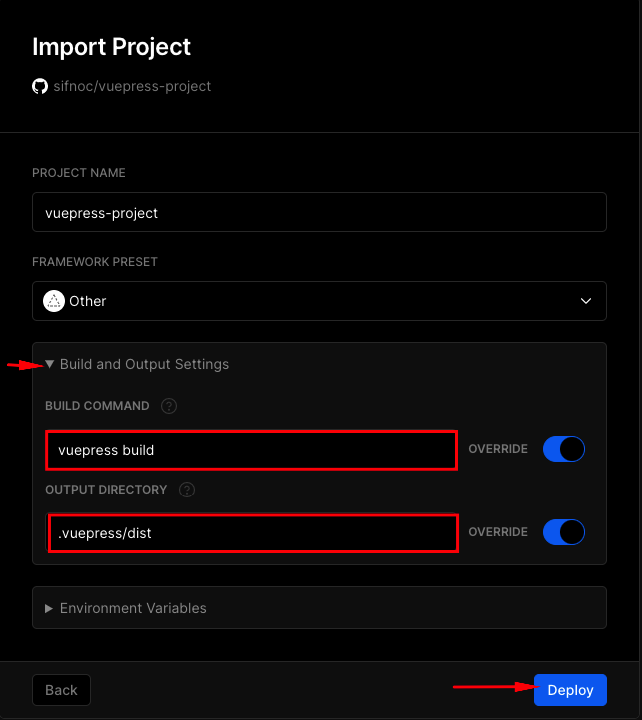 Import Project
sifnoc/vuepress-project
PROJECT NAME
vuepress-project
FRAMEWORK PRESET
Other
Build and Output Settings
BUILD COMMAND ?
vuepress build OVERRIDE
OUTPUT DIRECTORY ?
.vuepress/dist OVERRIDE
Environment Variables
Back Deploy